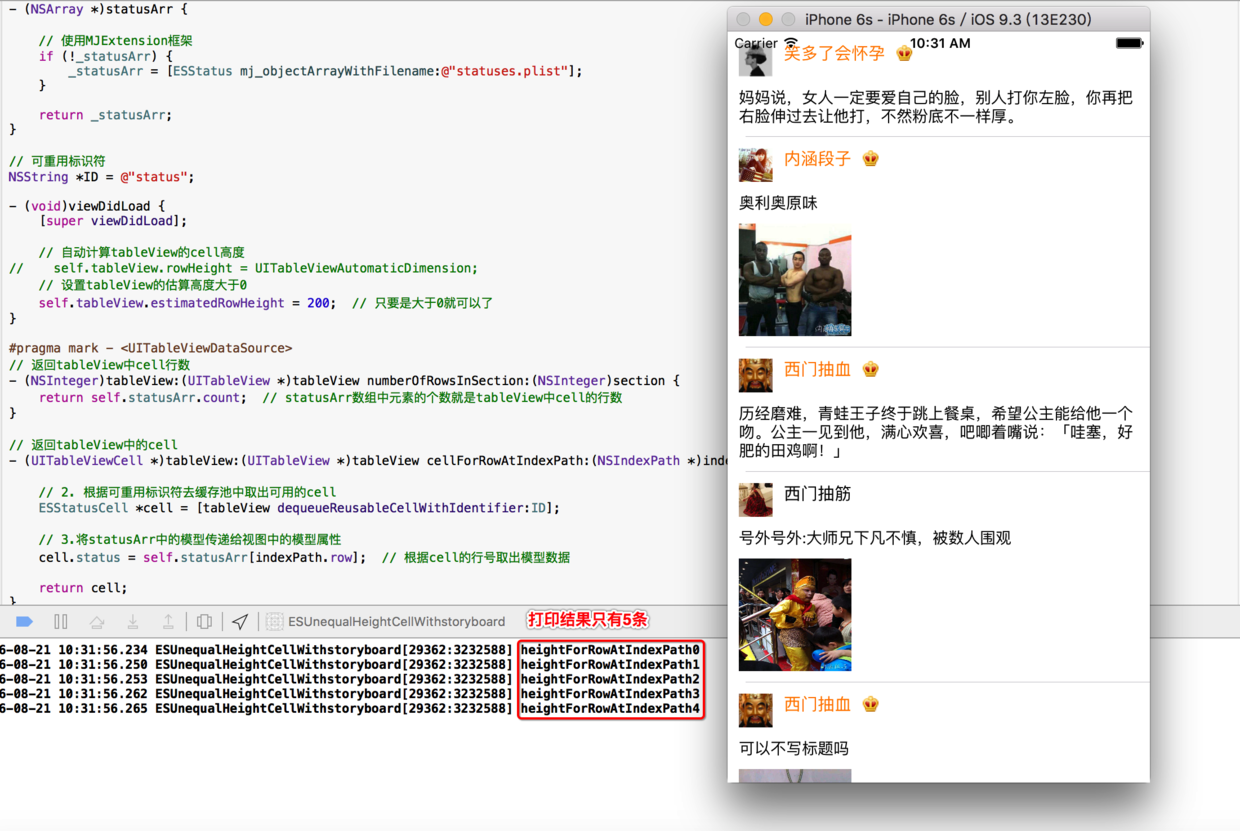 - (NSArray *)statusArr {
// 使用MJExtension框架
if (!_statusArr) {
_statusArr = [ESStatus mj_objectArrayWithFilename:@"statuses.plist"];
}
return _statusArr;
}
// 可重用标识符
NSString *ID = @"status";
- (void)viewDidLoad {
[super viewDidLoad];
// 自动计算tableView的cell高度
// self.tableView.rowHeight = UITableViewAutomaticDimension;
// 设置tableView的估算高度大于0
self.tableView.estimatedRowHeight = 200; // 只要是大于0就可以了
}
#pragma mark - <UITableViewDataSource>
// 返回tableView中cell行数
- (NSInteger)tableView:(UITableView *)tableView numberOfRowsInSection:(NSInteger)section {
return self.statusArr.count; // statusArr数组中元素的个数就是tableView中cell的行数
}
// 返回tableView中的cell
- (UITableViewCell *)tableView:(UITableView *)tableView cellForRowAtIndexPath:(NSIndexPath *)inde
// 2. 根据可重用标识符去缓存池中取出可用的cell
ESStatusCell *cell = [tableView dequeueReusableCellWithIdentifier:ID];
// 3.将statusArr中的模型传递给视图中的模型属性
cell.status = self.statusArr[indexPath.row]; // 根据cell的行号取出模型数据
return cell;
}
ESUnequalHeightCellWithstoryboard
打印结果只有5条
6-08-21 10:31:56.234 ESUnequalHeightCellWithstoryboard[29362:3232588] heightForRowAtIndexPath0
6-08-21 10:31:56.250 ESUnequalHeightCellWithstoryboard[29362:3232588] heightForRowAtIndexPath1
6-08-21 10:31:56.253 ESUnequalHeightCellWithstoryboard[29362:3232588] heightForRowAtIndexPath2
6-08-21 10:31:56.262 ESUnequalHeightCellWithstoryboard[29362:3232588] heightForRowAtIndexPath3
6-08-21 10:31:56.265 ESUnequalHeightCellWithstoryboard[29362:3232588] heightForRowAtIndexPath4
iPhone 6s - iPhone 6s / iOS 9.3 (13E230)
Carrier 10:31 AM
笑多了会怀孕
妈妈说，女人一定要爱自己的脸，别人打你左脸，你再把
右脸伸过去让他打，不然粉底不一样厚。
内涵段子
奥利奥原味
西门抽血
历经磨难，青蛙王子终于跳上餐桌，希望公主能给他一个
吻。公主一见到他，满心欢喜，吧唧着嘴说：「哇塞，好
肥的田鸡啊！」
西门抽筋
号外号外:大师兄下凡不慎，被数人围观
西门抽血
可以不写标题吗